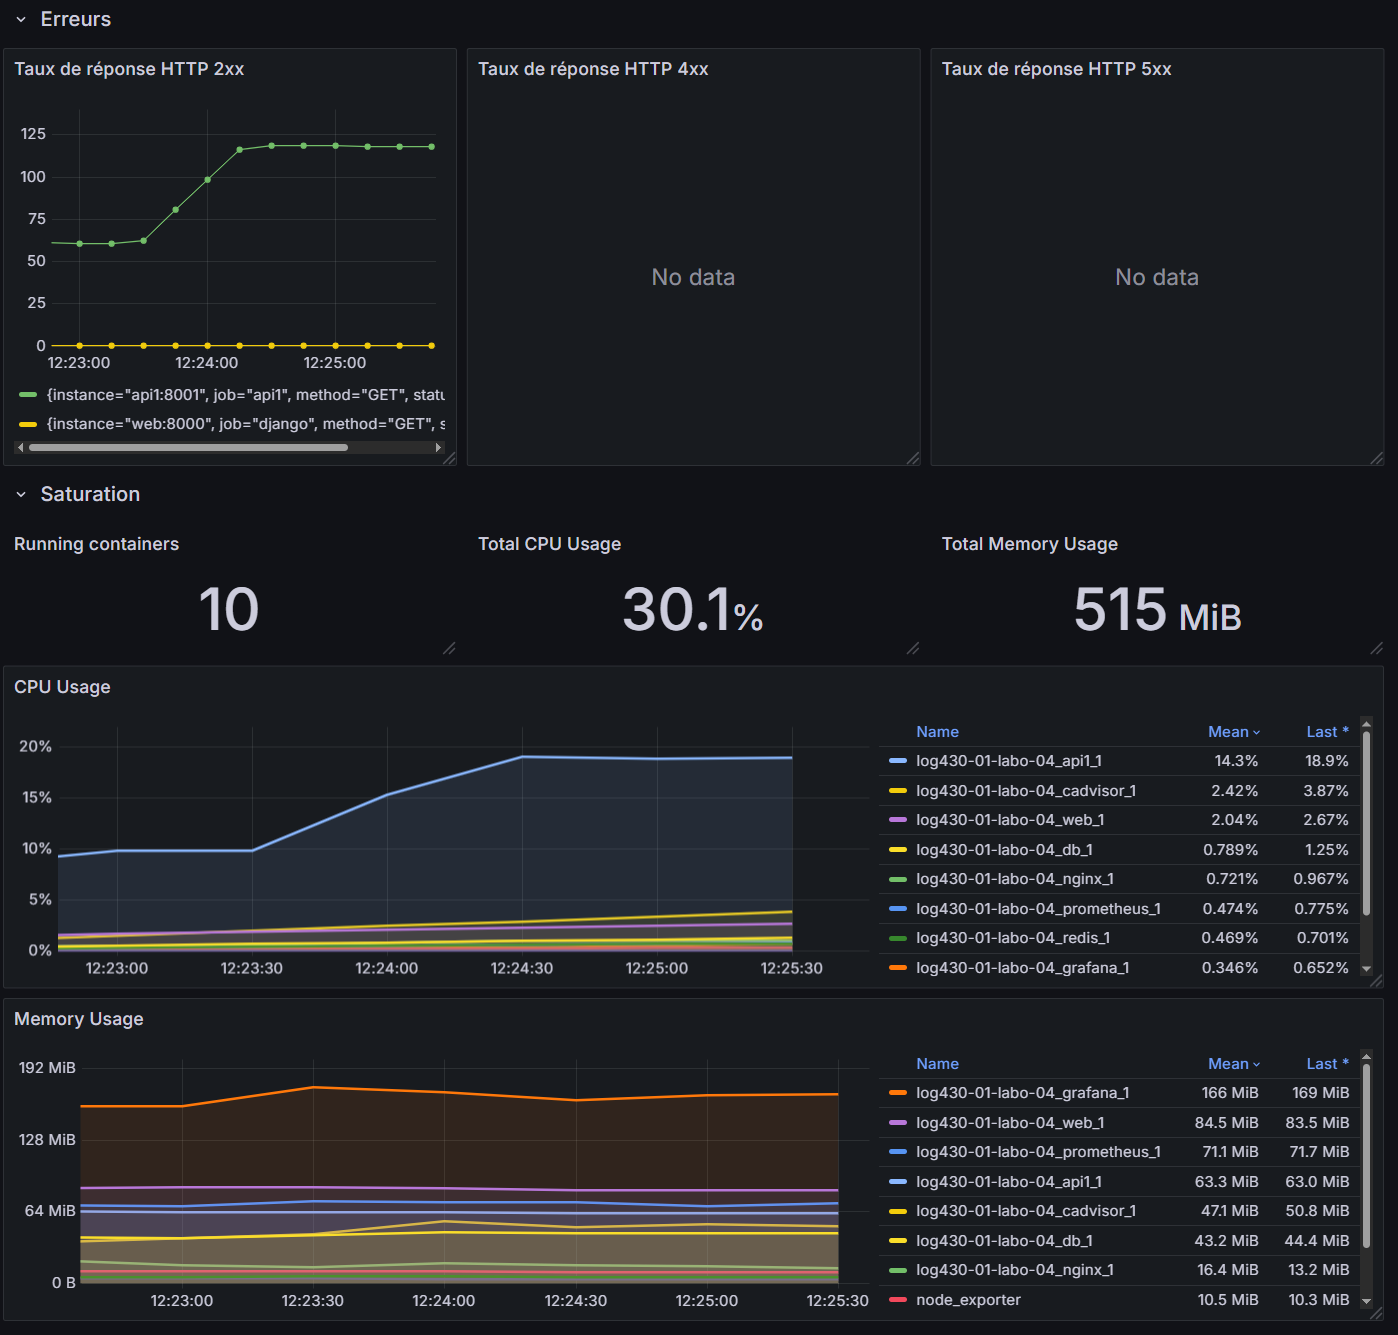 Erreurs
Taux de réponse HTTP 2xx
125
100
75
50
25
0
12:23:00 12:24:00 12:25:00
{instance="api1:8001", job="api1", method="GET", statu
{instance="web:8000", job="django", method="GET", s
Taux de réponse HTTP 4xx
No data
Taux de réponse HTTP 5xx
No data
Saturation
Running containers
10
Total CPU Usage
30.1%
Total Memory Usage
515 MiB
CPU Usage
20%
15%
10%
5%
0%
12:23:00 12:23:30 12:24:00 12:24:30 12:25:00 12:25:30
Name Mean Last *
log430-01-labo-04_api1_1 14.3% 18.9%
log430-01-labo-04_cadvisor_1 2.42% 3.87%
log430-01-labo-04_web_1 2.04% 2.67%
log430-01-labo-04_db_1 0.789% 1.25%
log430-01-labo-04_nginx_1 0.721% 0.967%
log430-01-labo-04_prometheus_1 0.474% 0.775%
log430-01-labo-04_redis_1 0.469% 0.701%
log430-01-labo-04_grafana_1 0.346% 0.652%
Memory Usage
192 MiB
128 MiB
64 MiB
0 B
12:23:00 12:23:30 12:24:00 12:24:30 12:25:00 12:25:30
Name Mean Last *
log430-01-labo-04_grafana_1 166 MiB 169 MiB
log430-01-labo-04_web_1 84.5 MiB 83.5 MiB
log430-01-labo-04_prometheus_1 71.1 MiB 71.7 MiB
log430-01-labo-04_api1_1 63.3 MiB 63.0 MiB
log430-01-labo-04_cadvisor_1 47.1 MiB 50.8 MiB
log430-01-labo-04_db_1 43.2 MiB 44.4 MiB
log430-01-labo-04_nginx_1 16.4 MiB 13.2 MiB
node_exporter 10.5 MiB 10.3 MiB